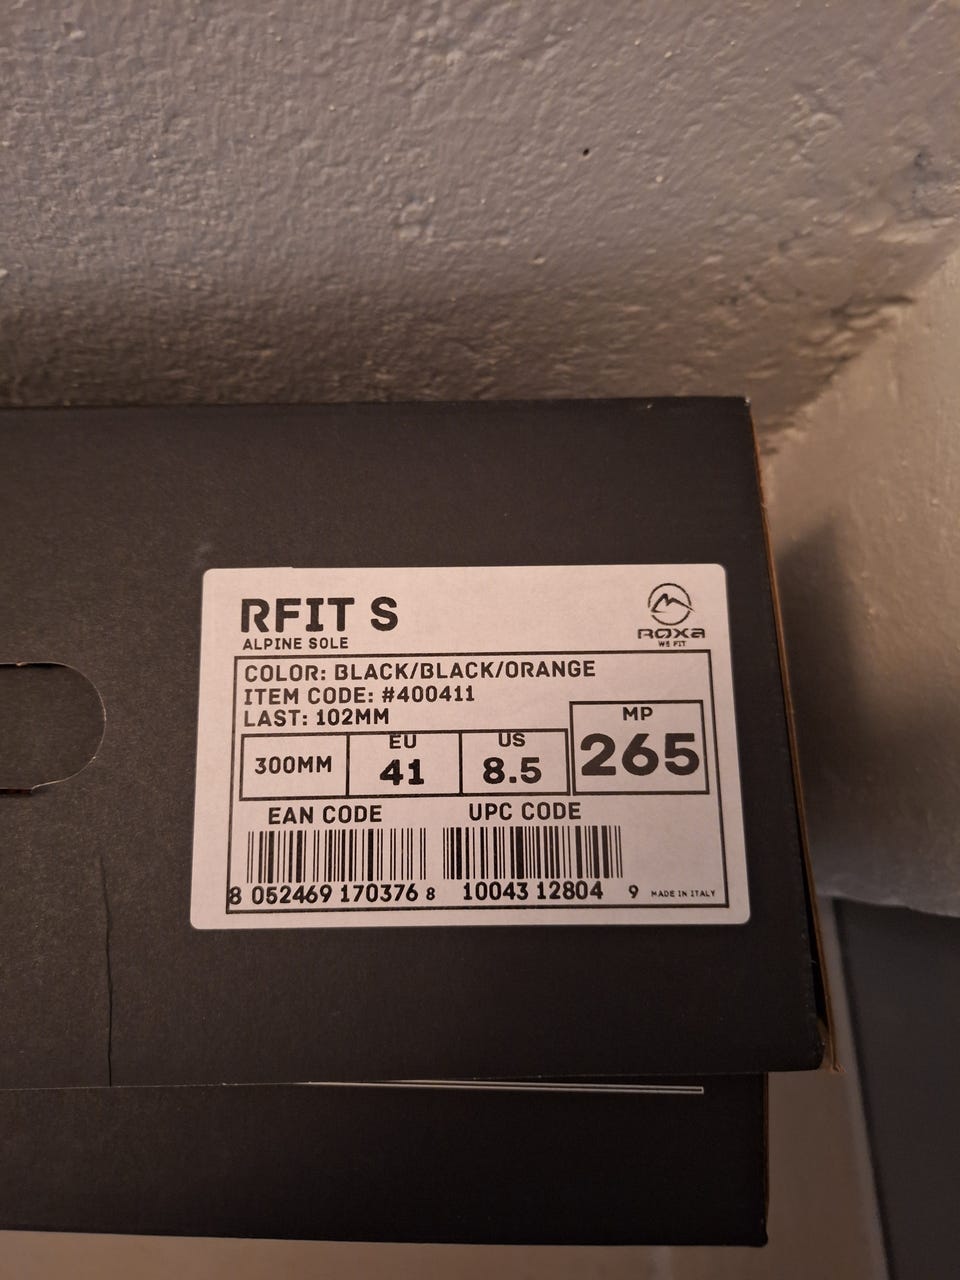 RFIT S
ALPINE SOLE
ROXA
WE FIT
COLOR: BLACK/BLACK/ORANGE
ITEM CODE: #400411
LAST: 102MM
MP
265
300MM
EU
41
US
8.5
EAN CODE UPC CODE
8 052469 170376 8 10043 12804 9 MADE IN ITALY